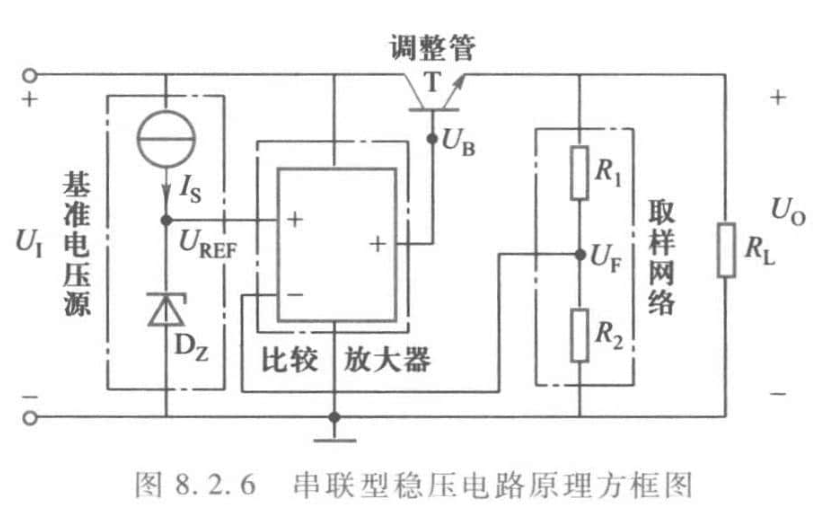 调整管
T
+
+
U_B
I_S
基准电压源
R_1
取样网络
U_I
U_REF
+
+
U_F
R_L
U_O
−
D_Z
R_2
比较 放大器
−
−
图 8.2.6 串联型稳压电路原理方框图